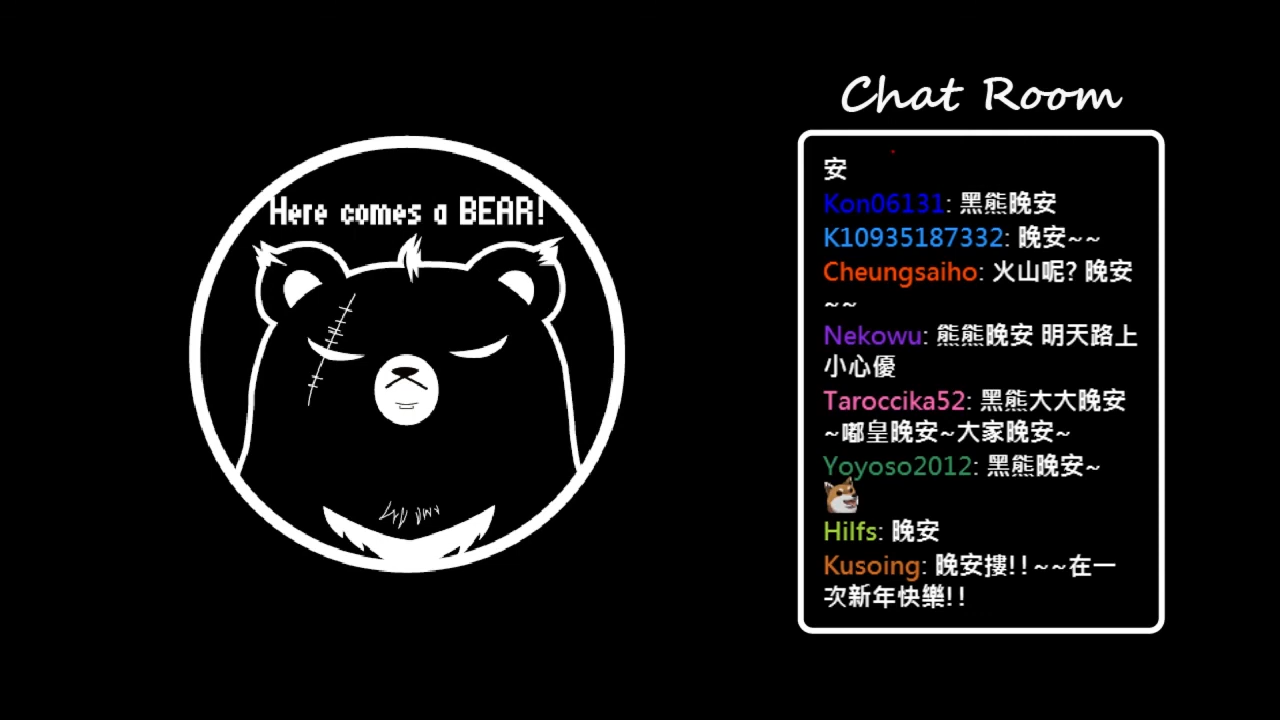 Here comes a BEAR!
Chat Room
安
Kon06131: 黑熊晚安
K10935187332: 晚安~~
Cheungsaiho: 火山呢? 晚安
~~
Nekowu: 熊熊晚安 明天路上
小心優
Taroccika52: 黑熊大大晚安
~嘟皇晚安~大家晚安~
Yoyoso2012: 黑熊晚安~
Hilfs: 晚安
Kusoing: 晚安摟!!~~在一
次新年快樂!!